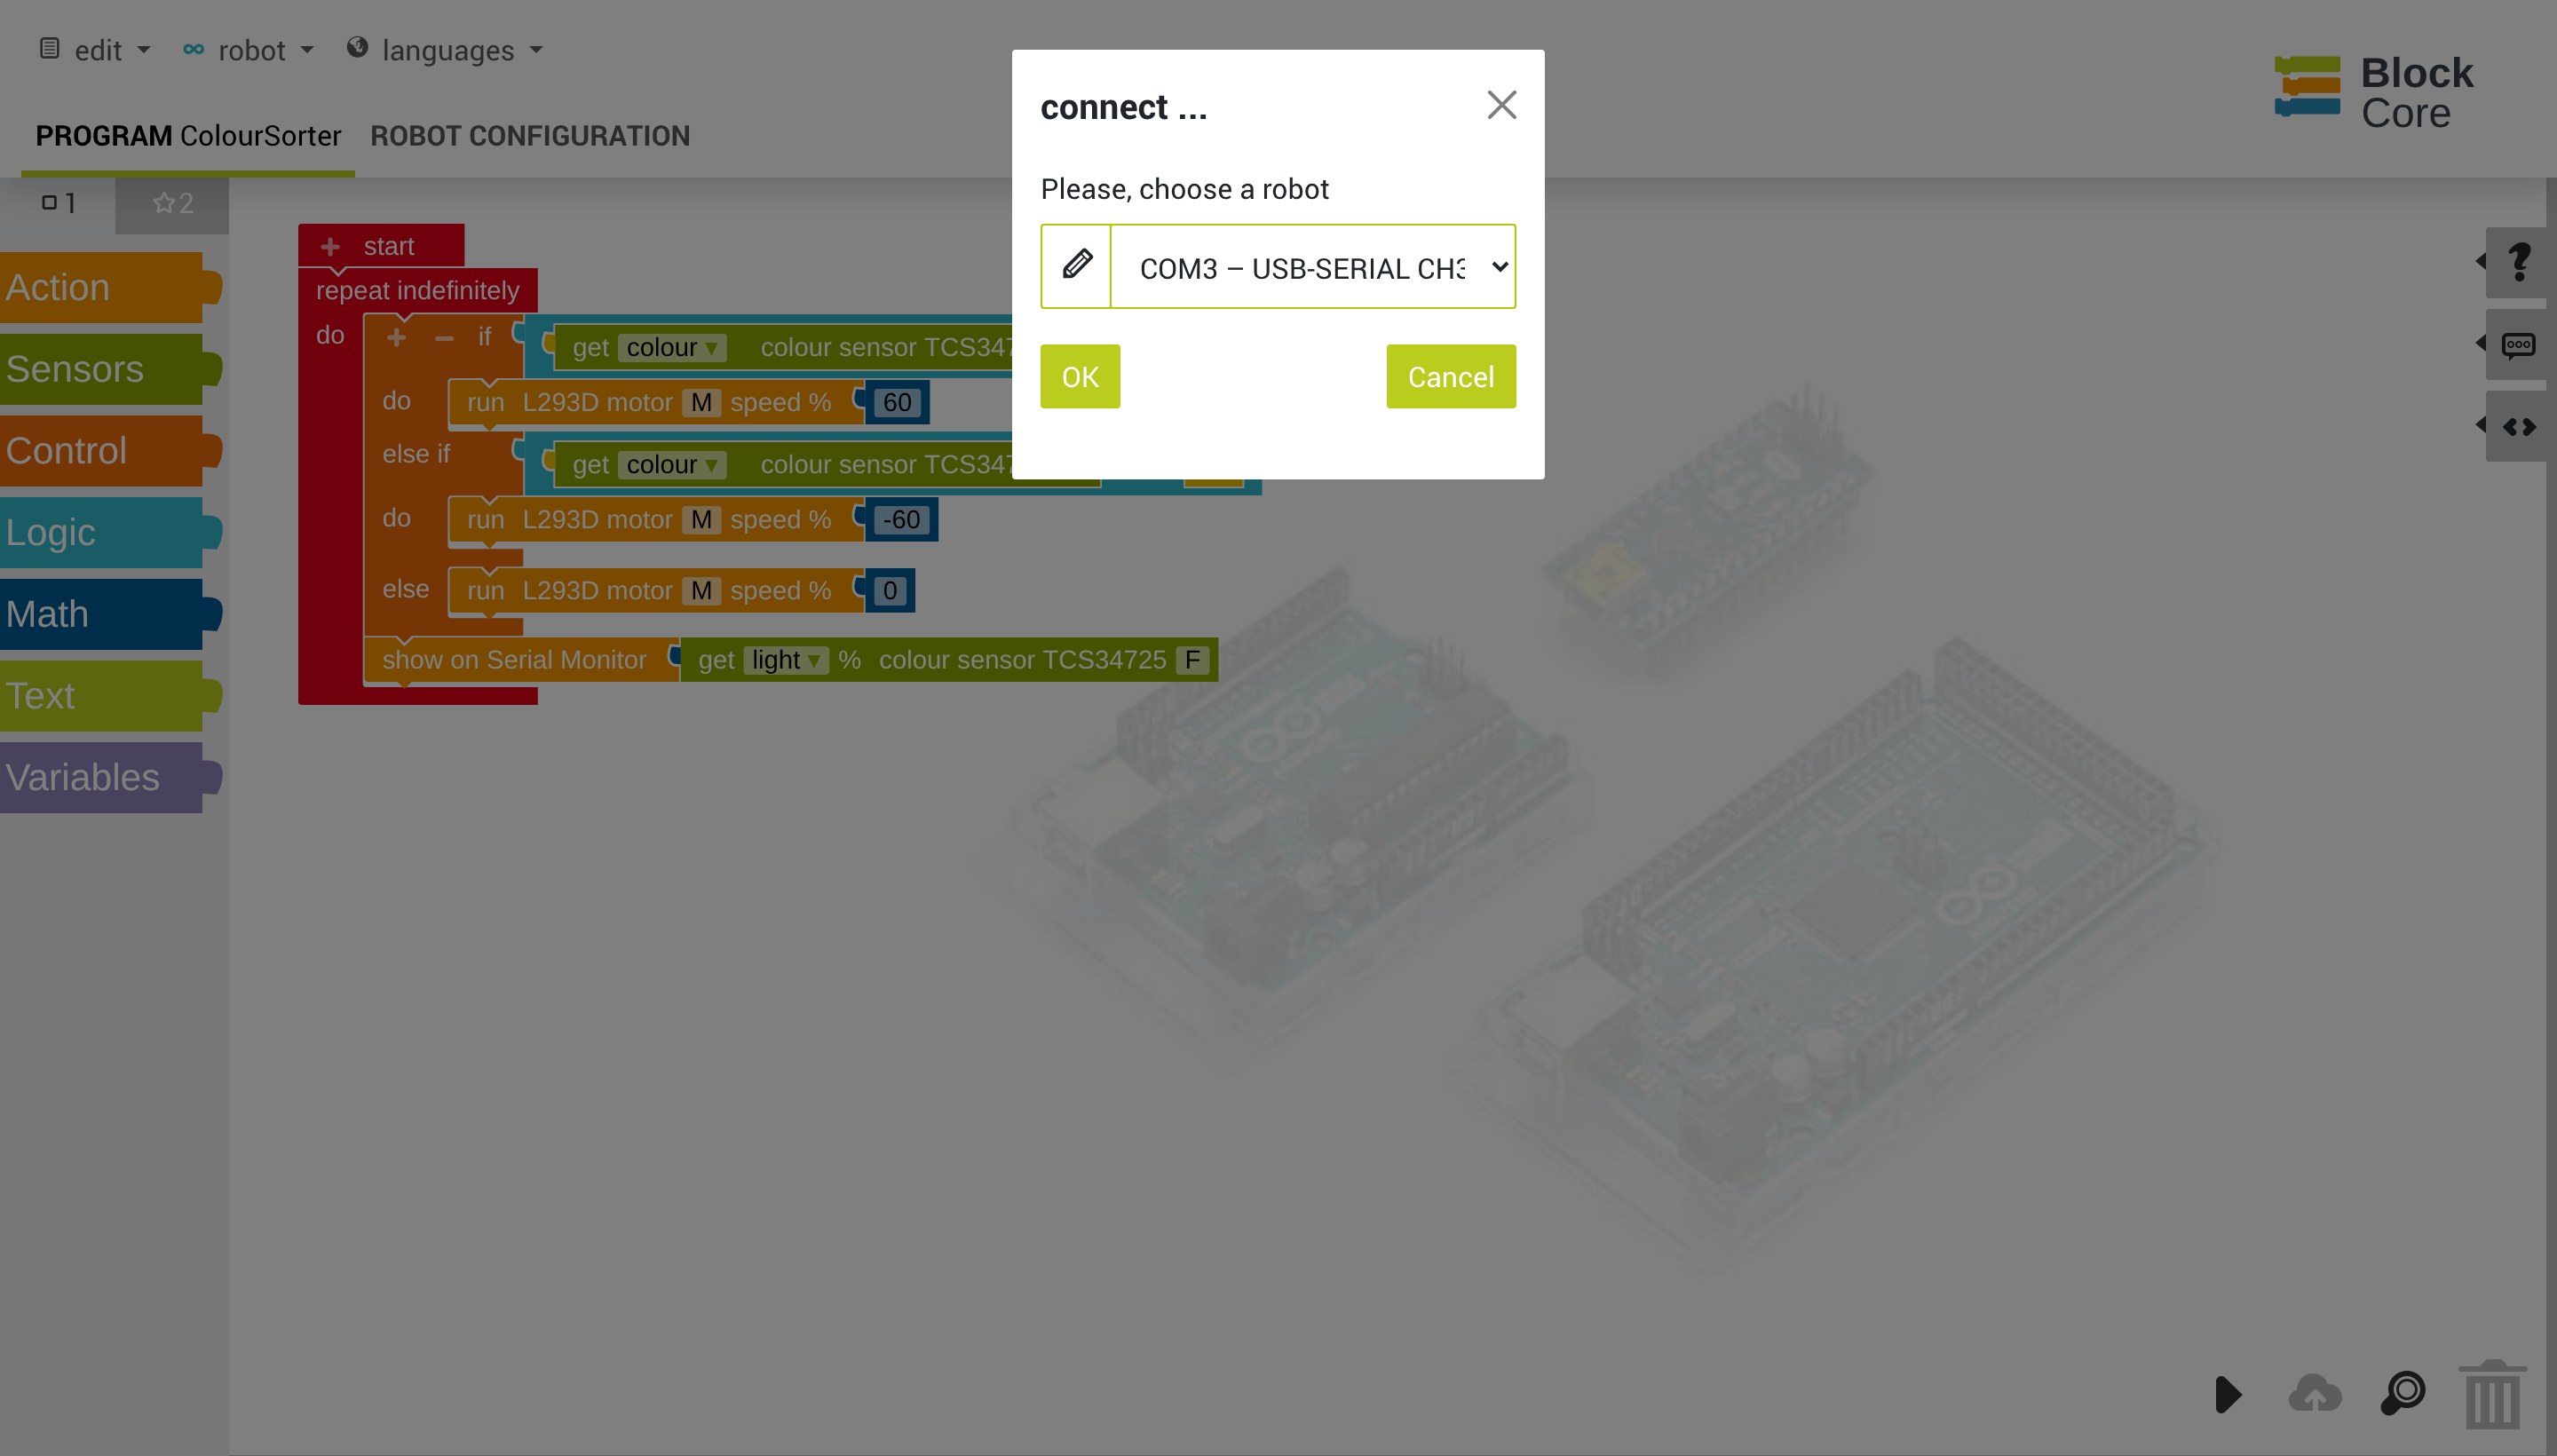 edit
robot
languages
PROGRAM ColourSorter
ROBOT CONFIGURATION
Block
Core
1
2
Action
Sensors
Control
Logic
Math
Text
Variables
start
repeat indefinitely
do
if
get colour ▾ colour sensor TCS347
do
run L293D motor M speed % 60
else if
get colour ▾ colour sensor TCS347
do
run L293D motor M speed % -60
else
run L293D motor M speed % 0
show on Serial Monitor get light ▾ % colour sensor TCS34725 F
connect ...
Please, choose a robot
COM3 – USB-SERIAL CH3
OK
Cancel